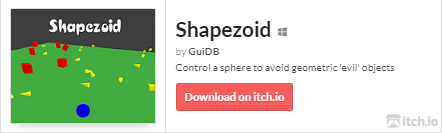 Shapezoid
Shapezoid
by GuiDB
Control a sphere to avoid geometric 'evil' objects
Download on itch.io
itch.io